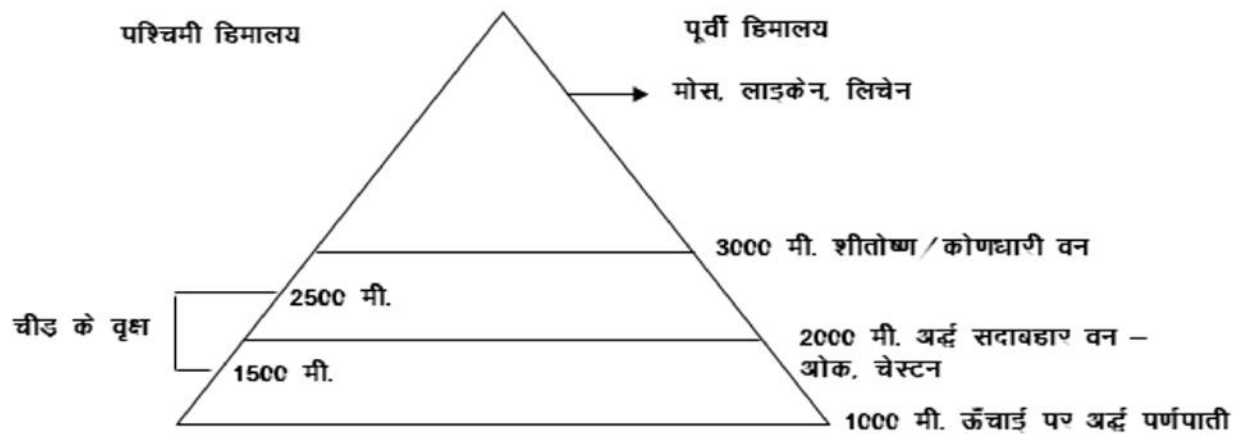 पश्चिमी हिमालय
पूर्वी हिमालय
मोस, लाइकेन, लिचेन
3000 मी. शीतोष्ण/कोणधारी वन
2500 मी.
चीड़ के वृक्ष
2000 मी. अर्द्ध सदाबहार वन –
ओक, चेस्टन
1500 मी.
1000 मी. ऊँचाई पर अर्द्ध पर्णपाती